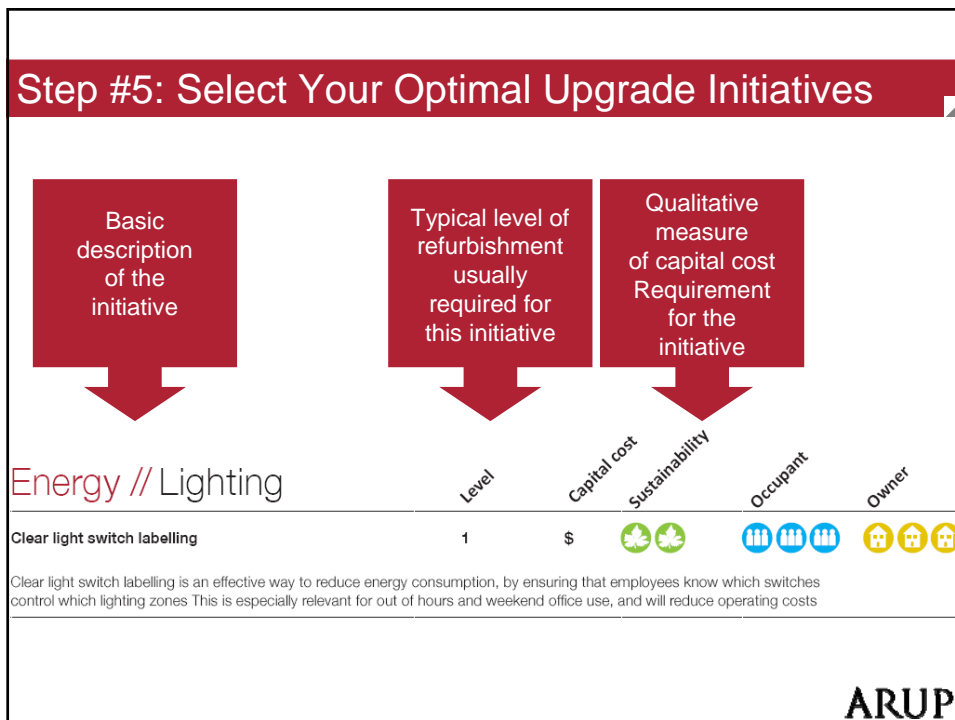 Step #5: Select Your Optimal Upgrade Initiatives
Basic
description
of the
initiative
Typical level of
refurbishment
usually
required for
this initiative
Qualitative
measure
of capital cost
Requirement
for the
initiative
Energy // Lighting
Level
Capital cost
Sustainability
Occupant
Owner
Clear light switch labelling 1 $
Clear light switch labelling is an effective way to reduce energy consumption, by ensuring that employees know which switches
control which lighting zones This is especially relevant for out of hours and weekend office use, and will reduce operating costs
ARUP